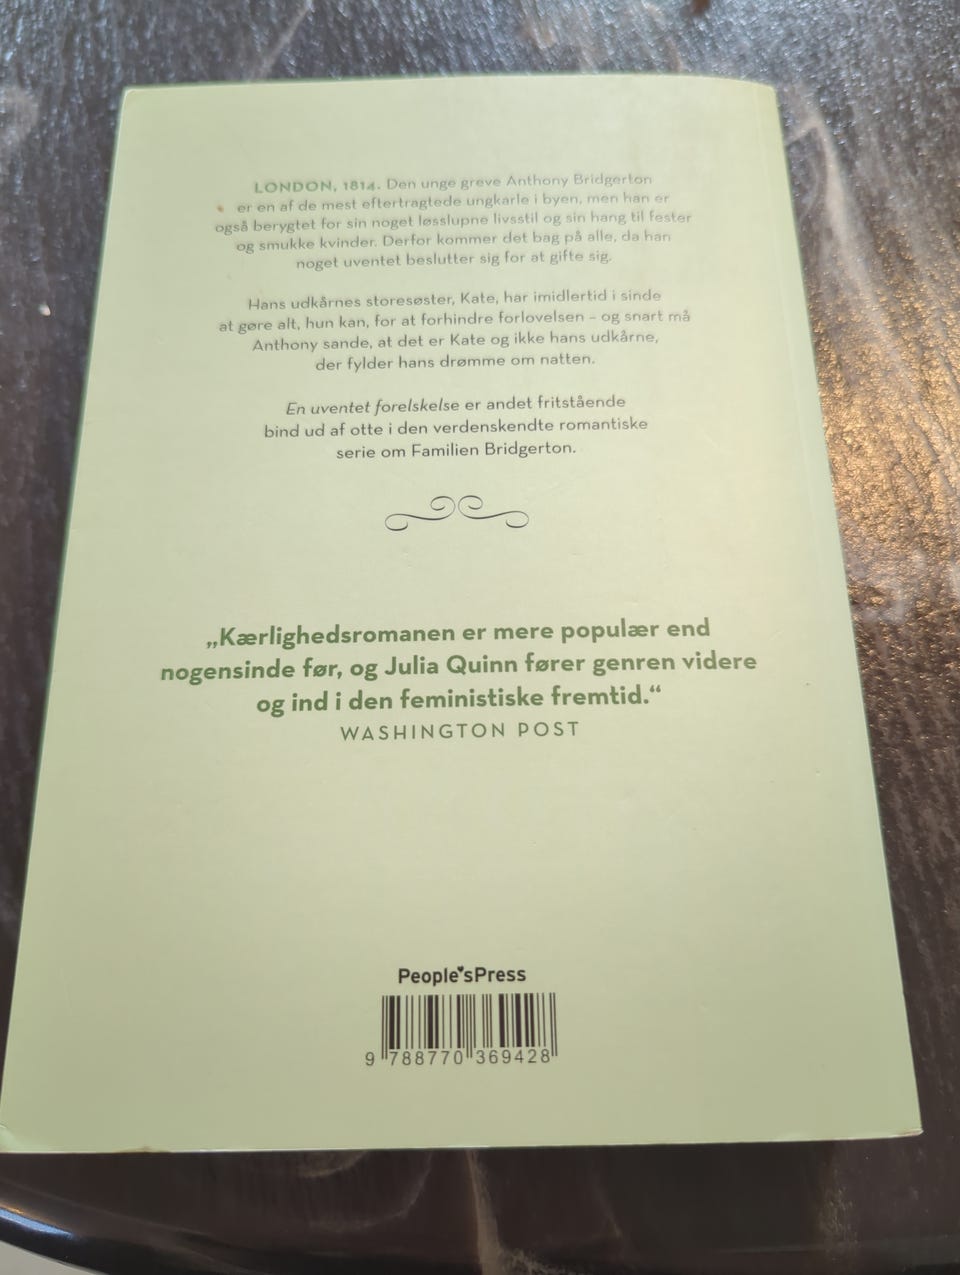 LONDON, 1814. Den unge greve Anthony Bridgerton
er en af de mest eftertragtede ungkarle i byen, men han er
også berygtet for sin noget løsslupne livsstil og sin hang til fester
og smukke kvinder. Derfor kommer det bag på alle, da han
noget uventet beslutter sig for at gifte sig.
Hans udkårnes storesøster, Kate, har imidlertid i sinde
at gøre alt, hun kan, for at forhindre forlovelsen – og snart må
Anthony sande, at det er Kate og ikke hans udkårne,
der fylder hans drømme om natten.
En uventet forelskelse er andet fritstående
bind ud af otte i den verdenskendte romantiske
serie om Familien Bridgerton.
„Kærlighedsromanen er mere populær end
nogensinde før, og Julia Quinn fører genren videre
og ind i den feministiske fremtid.“
WASHINGTON POST
People'sPress
9 788770 369428